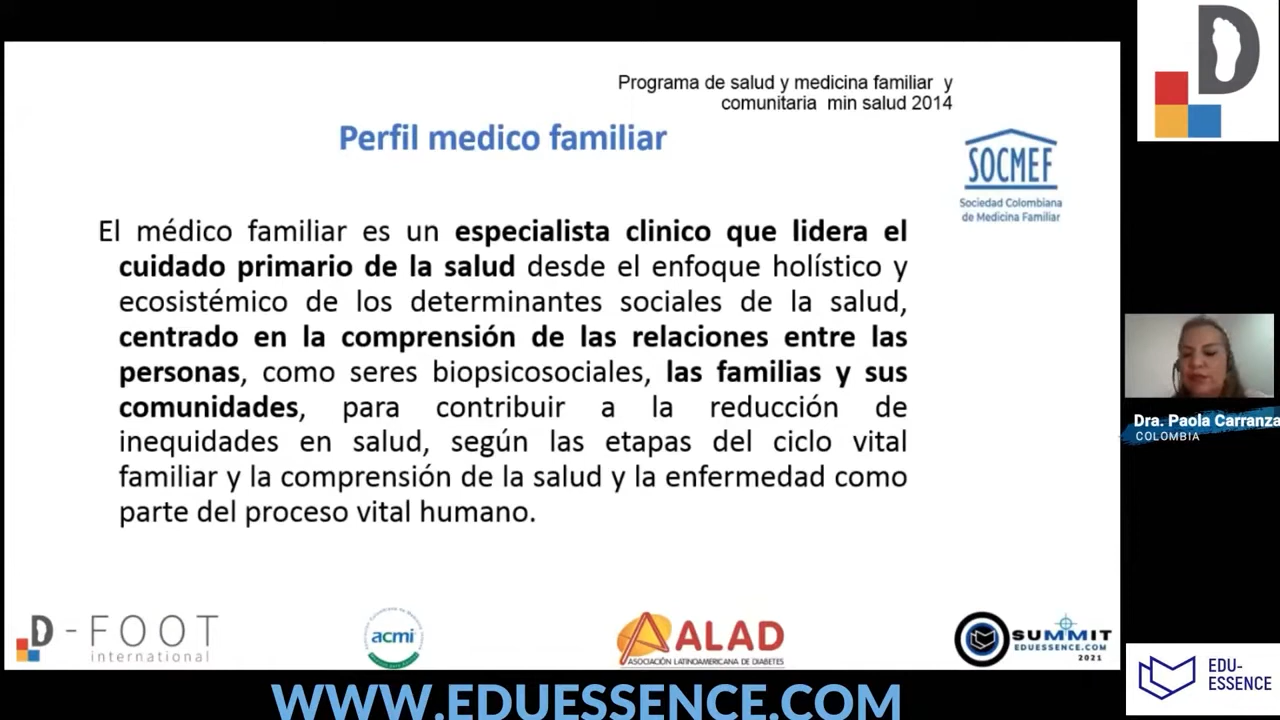 Programa de salud y medicina familiar y
comunitaria min salud 2014
Perfil medico familiar
SOCMEF
Sociedad Colombiana
de Medicina Familiar
El médico familiar es un especialista clinico que lidera el
cuidado primario de la salud desde el enfoque holístico y
ecosistémico de los determinantes sociales de la salud,
centrado en la comprensión de las relaciones entre las
personas, como seres biopsicosociales, las familias y sus
comunidades, para contribuir a la reducción de
inequidades en salud, según las etapas del ciclo vital
familiar y la comprensión de la salud y la enfermedad como
parte del proceso vital humano.
D
Dra. Paola Carranza
COLOMBIA
D-FOOT
international
acmi
ALAD
ASOCIACIÓN LATINOAMERICANA DE DIABETES
SUMMIT
EDUESSENCE.COM
2021
EDU-
ESSENCE
WWW.EDUESSENCE.COM